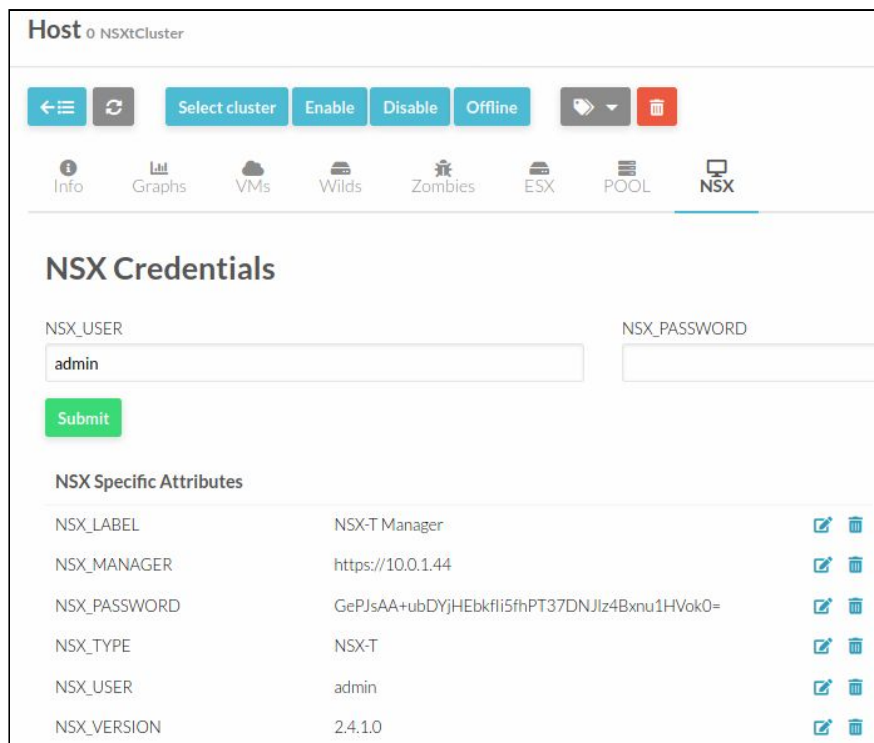 Host 0 NSXtCluster
Select cluster Enable Disable Offline
Info Graphs VMs Wilds Zombies ESX POOL NSX
NSX Credentials
NSX_USER NSX_PASSWORD
admin
Submit
NSX Specific Attributes
NSX_LABEL NSX-T Manager
NSX_MANAGER https://10.0.1.44
NSX_PASSWORD GePJsAA+ubDYjHEbkfIi5fhPT37DNJIz4Bxnu1HVok0=
NSX_TYPE NSX-T
NSX_USER admin
NSX_VERSION 2.4.1.0